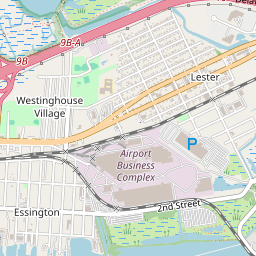 9B-A
9B
Lester
Westinghouse
Village
P
Airport
Business
Complex
2nd Street
Essington